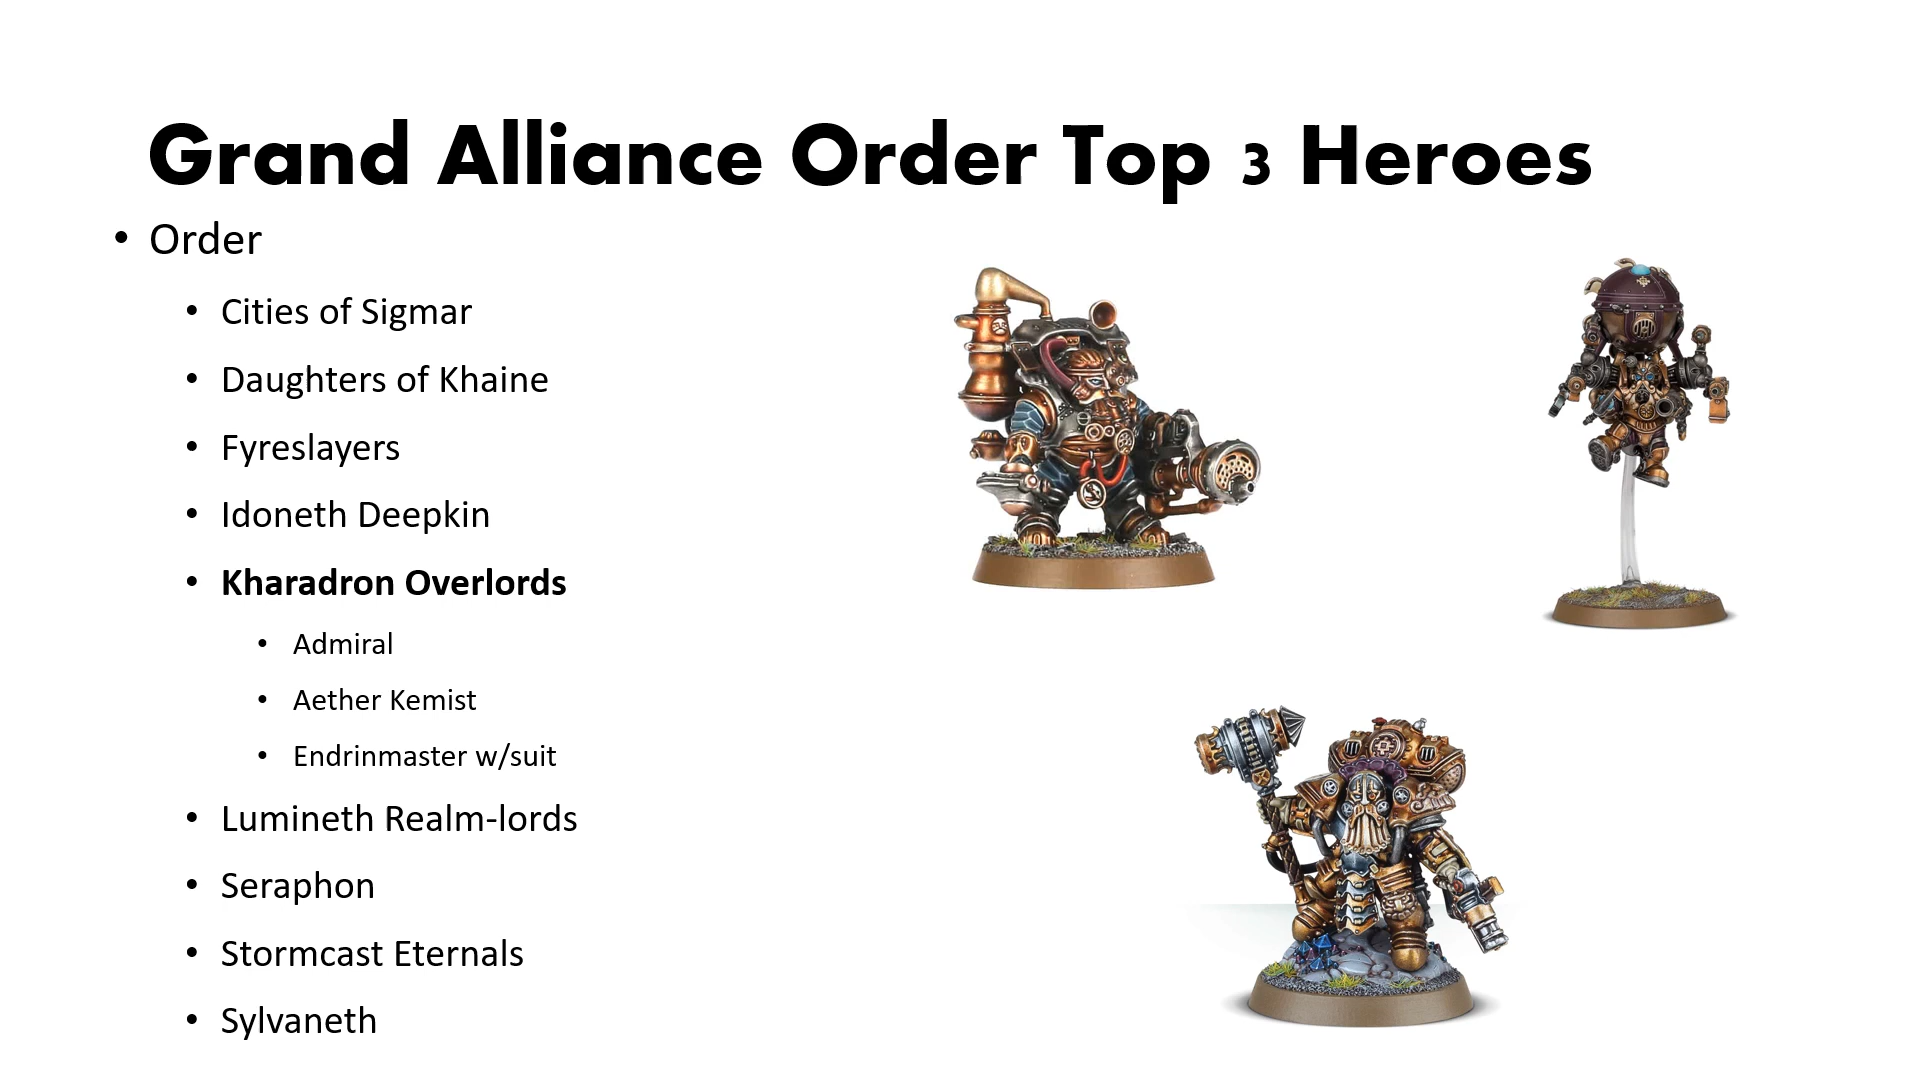 Grand Alliance Order Top 3 Heroes
• Order
• Cities of Sigmar
• Daughters of Khaine
• Fyreslayers
• Idoneth Deepkin
• Kharadron Overlords
• Admiral
• Aether Kemist
• Endrinmaster w/suit
• Lumineth Realm-lords
• Seraphon
• Stormcast Eternals
• Sylvaneth